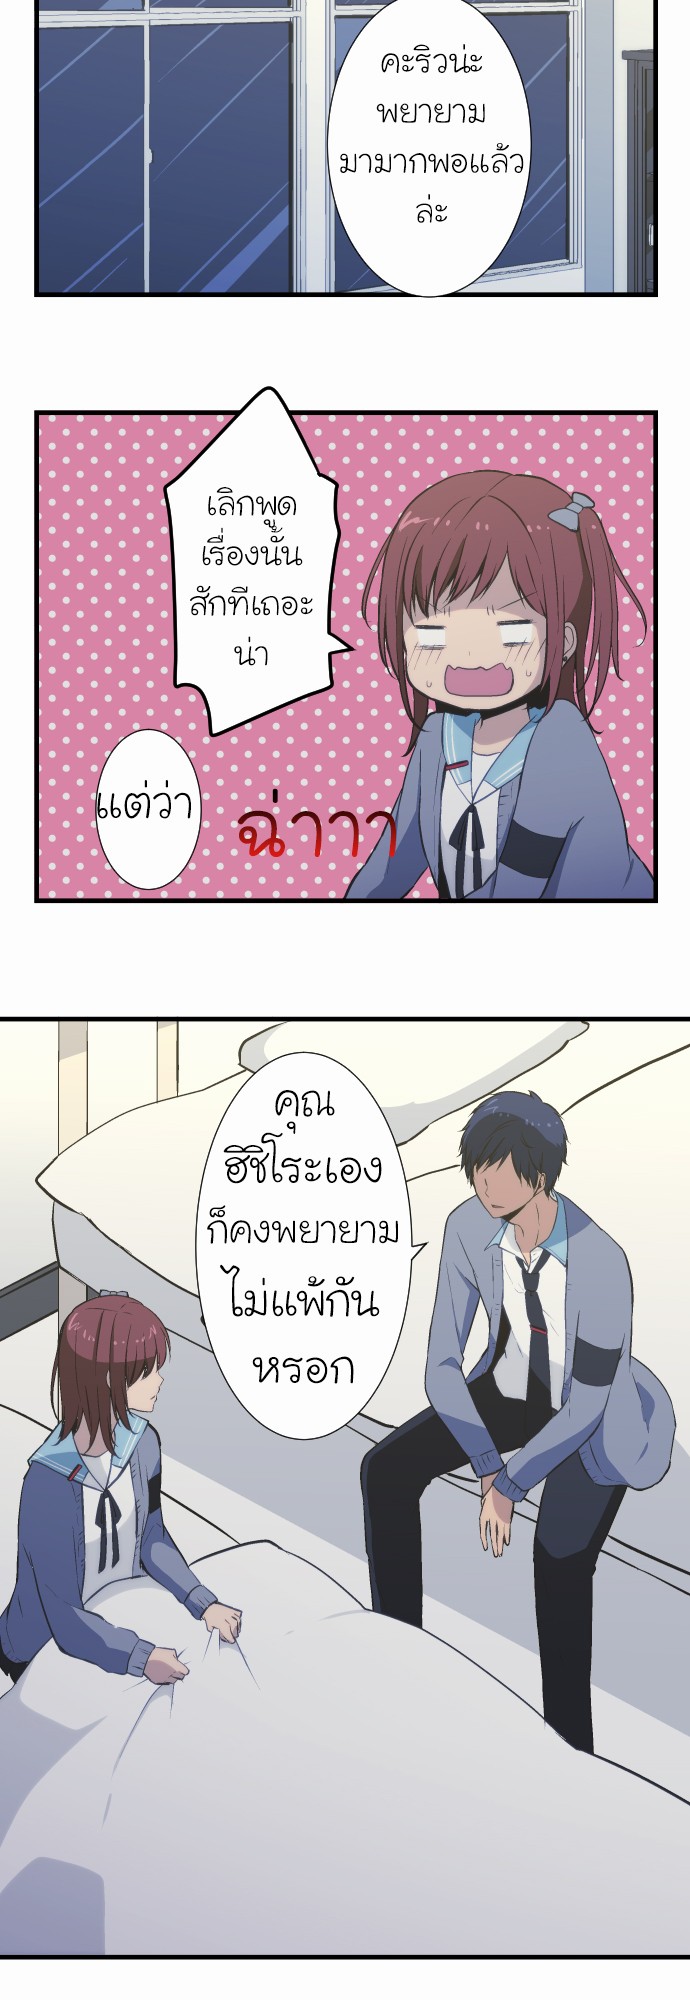 คะริวน่ะ
พยายาม
มามากพอแล้ว
ล่ะ
เลิกพูด
เรื่องนั้น
สักทีเถอะ
น่า
แต่ว่า
ฉ่าาา
คุณ
ฮิชิโระเอง
ก็คงพยายาม
ไม่แพ้กัน
หรอก